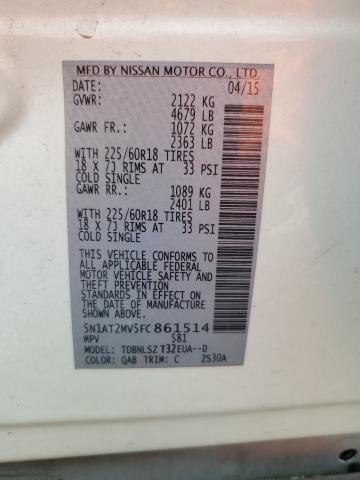 MFD BY NISSAN MOTOR CO., LTD.
DATE: 04/15
GVWR: 2122 KG
4679 LB
GAWR FR.: 1072 KG
2363 LB
WITH 225/60R18 TIRES
18 X 7J RIMS AT 33 PSI
COLD SINGLE
GAWR RR.: 1089 KG
2401 LB
WITH 225/60R18 TIRES
18 X 7J RIMS AT 33 PSI
COLD SINGLE
THIS VEHICLE CONFORMS TO
ALL APPLICABLE FEDERAL
MOTOR VEHICLE SAFETY AND
THEFT PREVENTION
STANDARDS IN EFFECT ON
THE DATE OF MANUFACTURE
SHOWN ABOVE.
5N1AT2MV5FC861514
MPV 581
MODEL: TDBNLSZ T32EUA--D
COLOR: QAB TRIM: C ZS30A